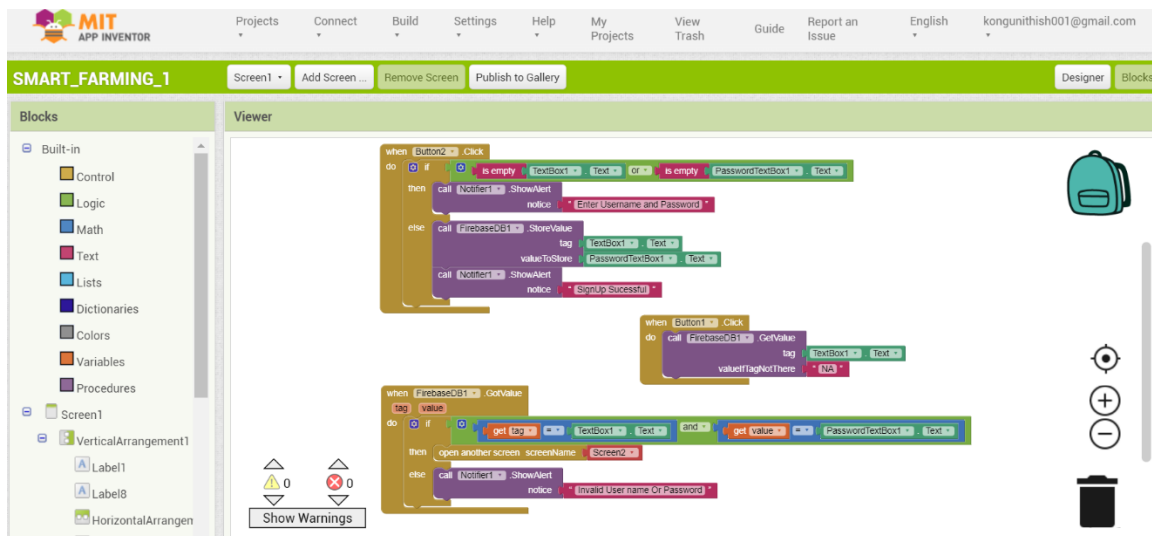 MIT
APP INVENTOR
Projects Connect Build Settings Help My Projects View Trash Guide Report an Issue English kongunithish001@gmail.com
SMART_FARMING_1
Screen1 Add Screen ... Remove Screen Publish to Gallery Designer Blocks
Blocks Viewer
Built-in
Control
Logic
Math
Text
Lists
Dictionaries
Colors
Variables
Procedures
Screen1
VerticalArrangement1
Label1
Label8
HorizontalArrangem
when Button2 .Click
do if is empty TextBox1 . Text or is empty PasswordTextBox1 . Text
then call Notifier1 .ShowAlert
notice " Enter Username and Password "
else call FirebaseDB1 .StoreValue
tag TextBox1 . Text
valueToStore PasswordTextBox1 . Text
call Notifier1 .ShowAlert
notice " SignUp Sucessful "
when Button1 .Click
do call FirebaseDB1 .GetValue
tag TextBox1 . Text
valueIfTagNotThere " NA "
when FirebaseDB1 .GotValue
tag value
do if get tag = TextBox1 . Text and get value = PasswordTextBox1 . Text
then open another screen screenName Screen2
else call Notifier1 .ShowAlert
notice " Invalid User name Or Password "
0 0
Show Warnings